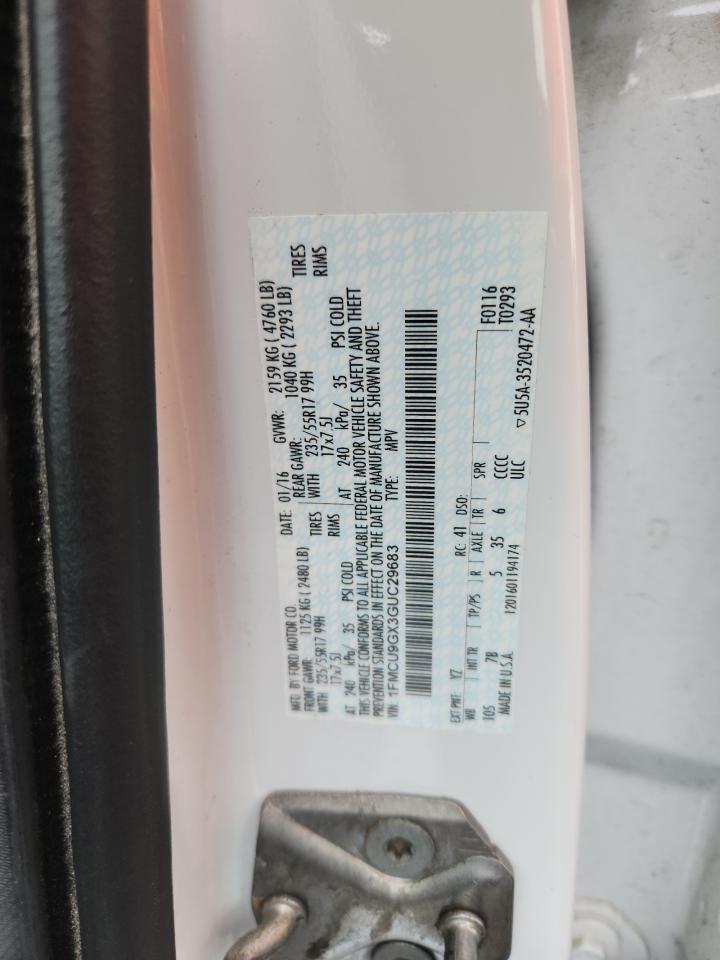 MFD. BY FORD MOTOR CO. DATE: 01/16 GVWR: 2159 KG ( 4760 LB)
FRONT GAWR: 1125 KG ( 2480 LB) REAR GAWR: 1040 KG ( 2293 LB)
WITH 235/55R17 99H TIRES WITH 235/55R17 99H TIRES
17x7.5J RIMS 17x7.5J RIMS
AT 240 kPa/ 35 PSI COLD AT 240 kPa/ 35 PSI COLD
THIS VEHICLE CONFORMS TO ALL APPLICABLE FEDERAL MOTOR VEHICLE SAFETY AND THEFT
PREVENTION STANDARDS IN EFFECT ON THE DATE OF MANUFACTURE SHOWN ABOVE.
VIN: 1FMCU9GX3GUC29683 TYPE: MPV
EXT PNT: YZ RC: 41 DSO: F0116
WB INT TR TP/PS R AXLE TR SPR T0293
105 7B 5 35 6 CCCC
MADE IN U.S.A. 1201601194174 ULC ▽5U5A-3520472-AA